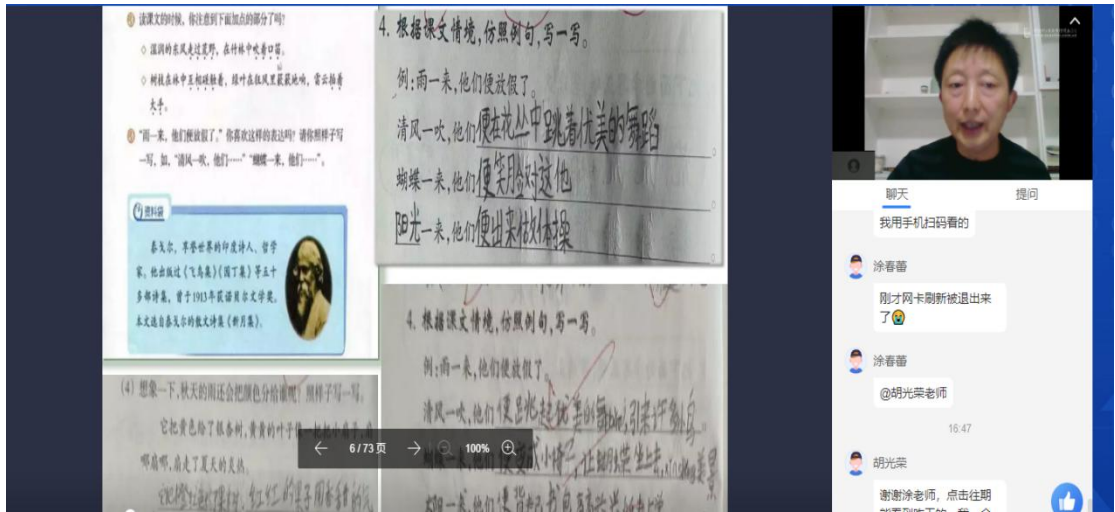 读课文的时候，你注意到下面加点的部分了吗？
◇ 湿润的东风走过荒野，在竹林中吹着口笛。
◇ 树枝在林中互相碰触着，绿叶在狂风里簌簌地响，雷云拍着
大手。
“雨一来，他们便放假了。”你喜欢这样的表达吗？请你照样子写
一写，如，“清风一吹，他们……”“蝴蝶一来，他们……”。
资料袋
泰戈尔，享誉世界的印度诗人、哲学
家。他出版过《飞鸟集》《园丁集》等五十
多部诗集，曾于1913年获诺贝尔文学奖。
本文选自泰戈尔的散文诗集《新月集》。
(4) 想象一下，秋天的雨还会把颜色分给谁呢？照样子写一写。
它把黄色给了银杏树，黄黄的叶子像一把把小扇子，扇
哪扇哪，扇走了夏天的炎热。
4. 根据课文情境，仿照例句，写一写。
例：雨一来，他们便放假了。
清风一吹，他们便在花丛中跳着优美的舞蹈。
蝴蝶一来，他们便笑脸对这他。
阳光一来，他们便出来做体操。
4. 根据课文情境，仿照例句，写一写。
例：雨一来，他们便放假了。
清风一吹，他们便
6 / 73 页
100%
聊天 提问
我用手机扫码看的
涂春蕾
刚才网卡刷新被退出来
了😭
涂春蕾
@胡光荣老师
16:47
胡光荣
谢谢涂老师，点击往期